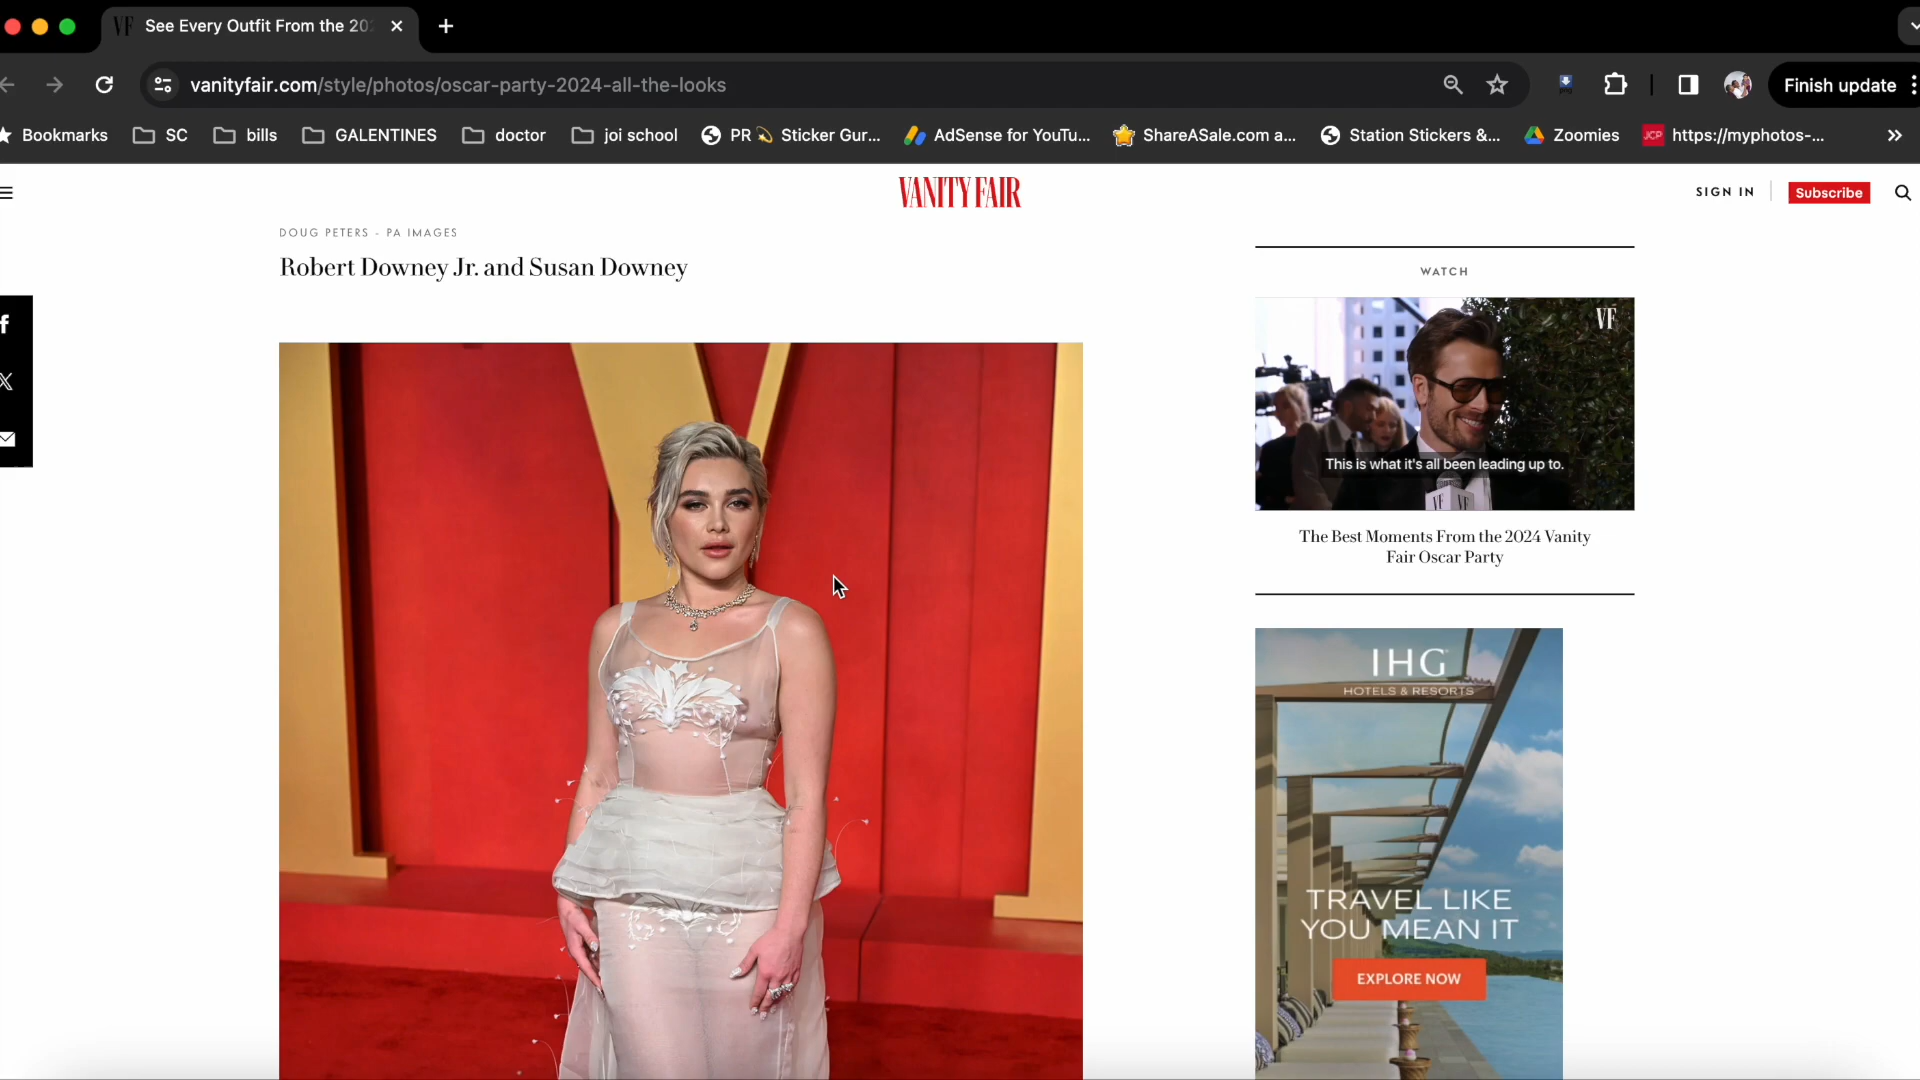 See Every Outfit From the 20
vanityfair.com/style/photos/oscar-party-2024-all-the-looks
Finish update
Bookmarks
SC
bills
GALENTINES
doctor
joi school
PR 💫 Sticker Gur...
AdSense for YouTu...
ShareASale.com a...
Station Stickers &...
Zoomies
JCP
https://myphotos-...
VANITY FAIR
SIGN IN
Subscribe
DOUG PETERS - PA IMAGES
Robert Downey Jr. and Susan Downey
WATCH
VF
This is what it's all been leading up to.
VF VF
The Best Moments From the 2024 Vanity
Fair Oscar Party
IHG
HOTELS & RESORTS
TRAVEL LIKE
YOU MEAN IT
EXPLORE NOW